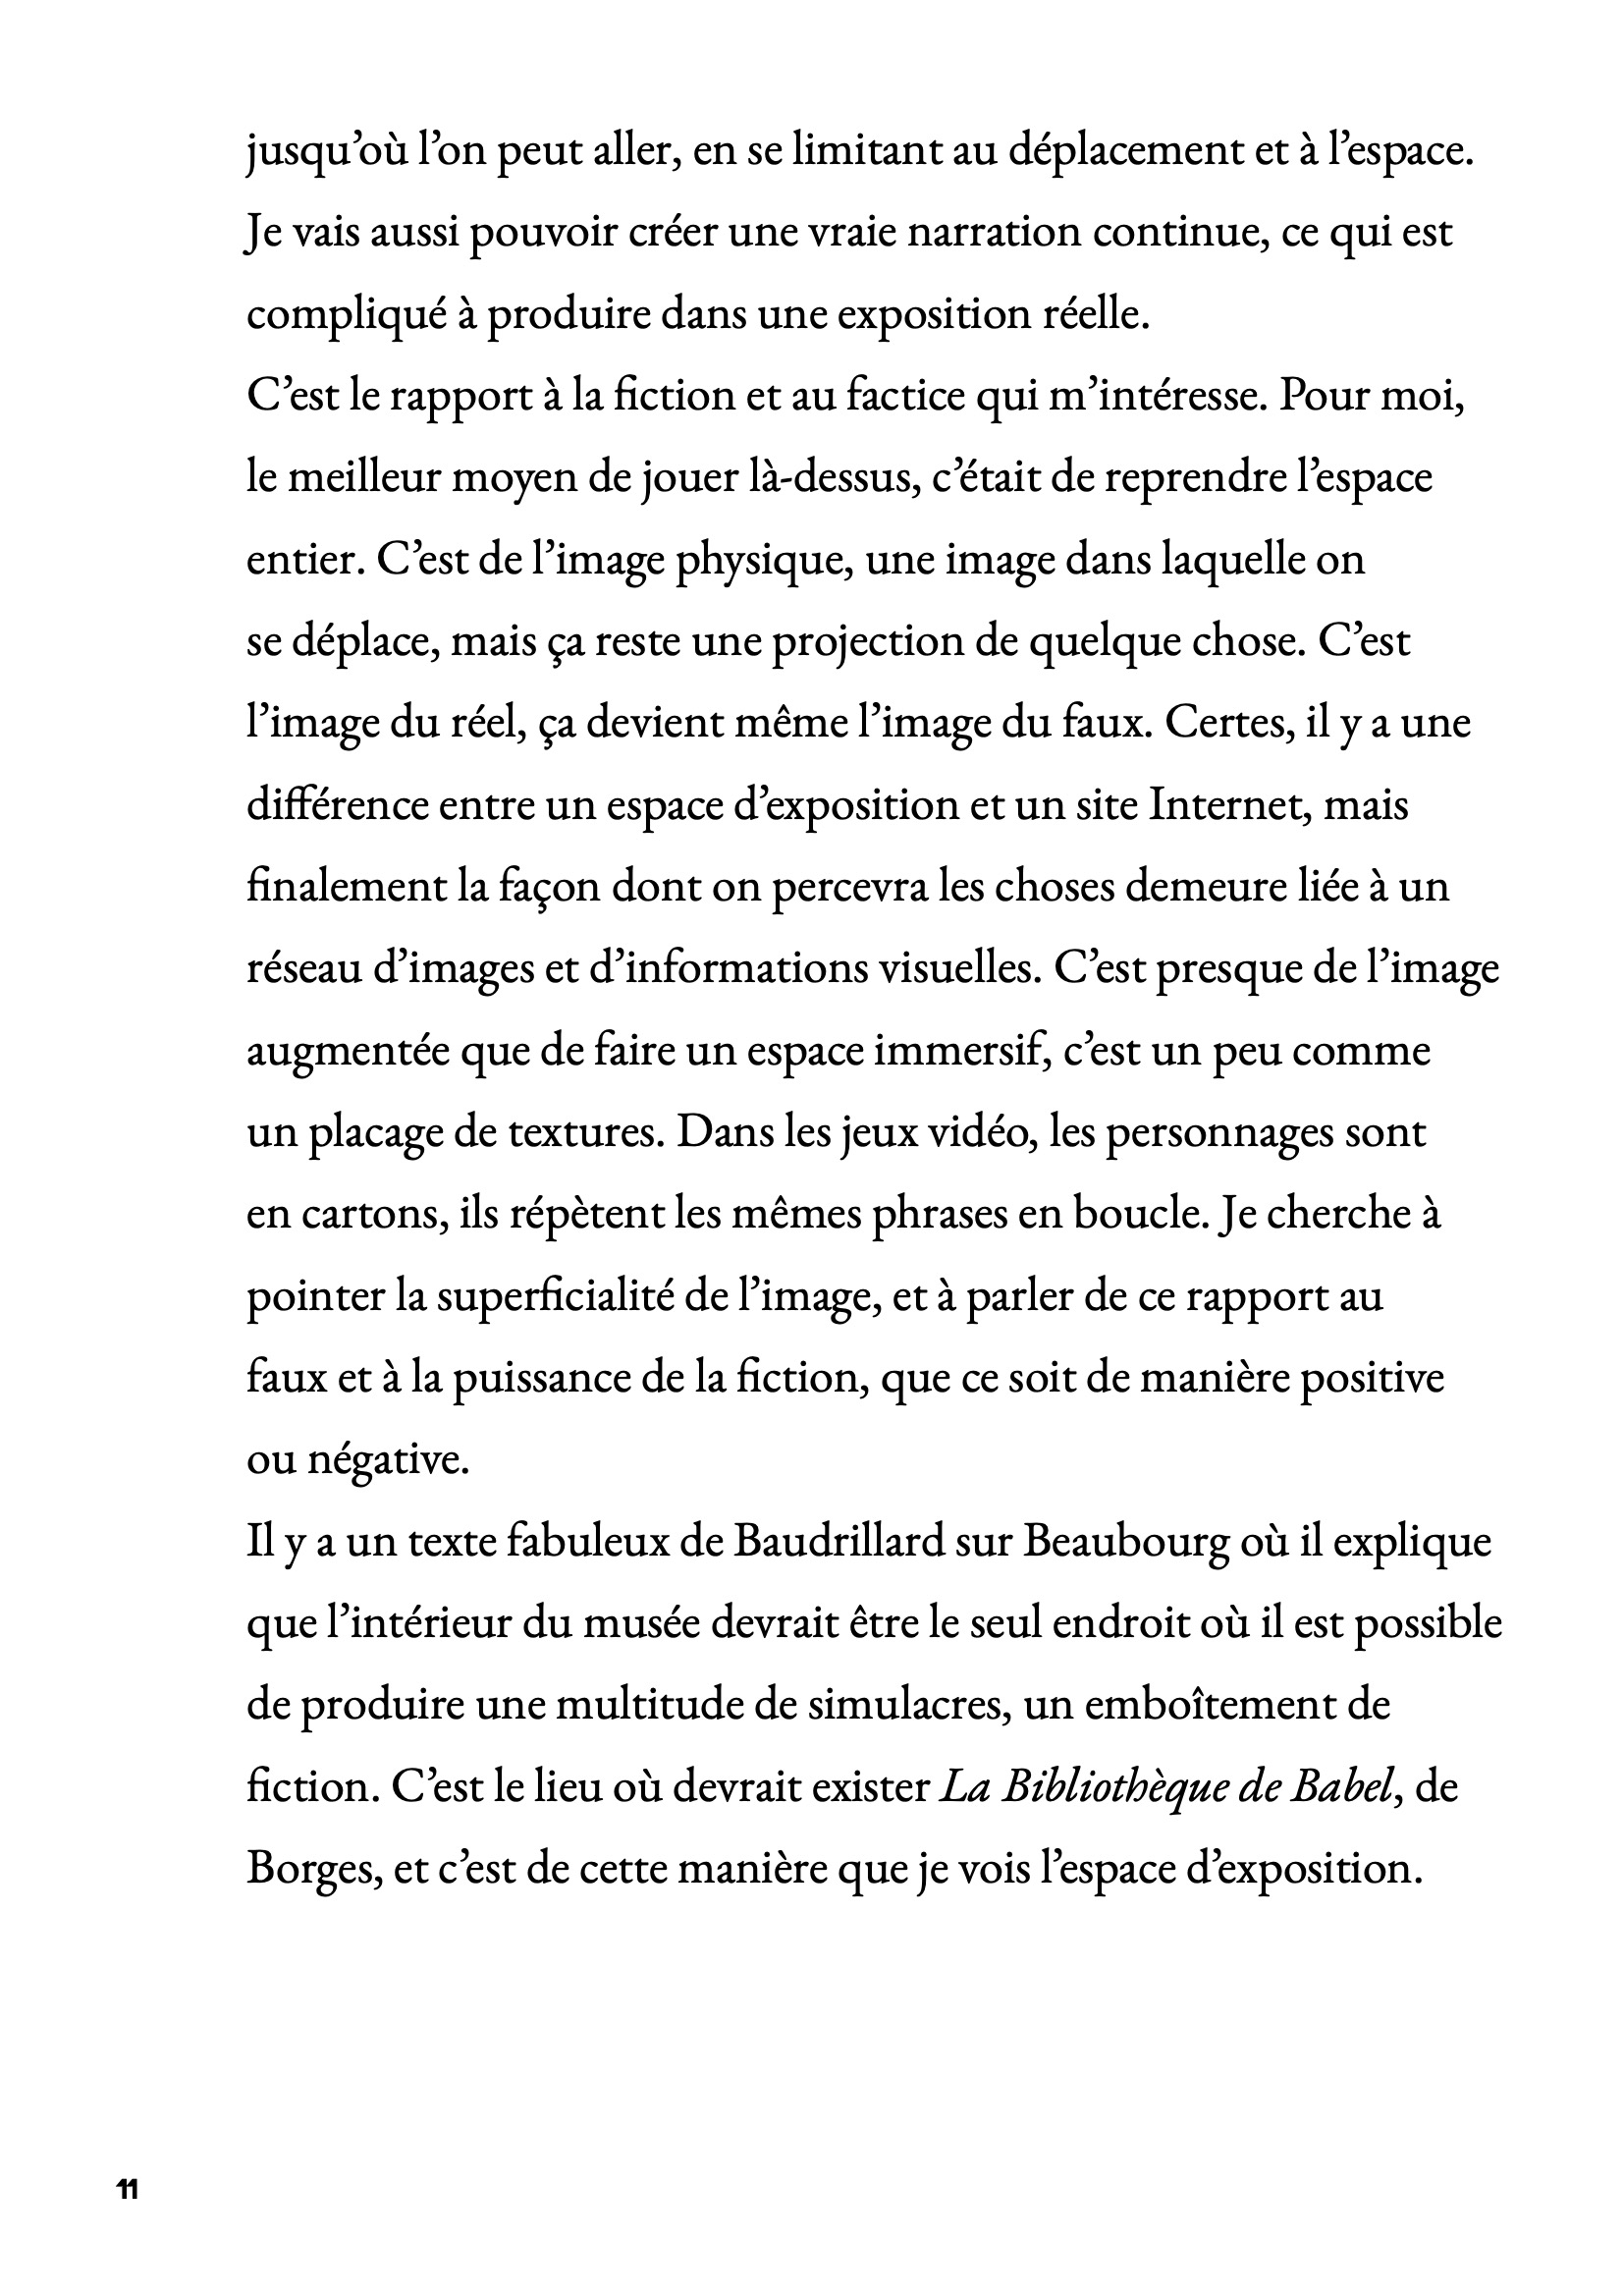 jusqu’où l’on peut aller, en se limitant au déplacement et à l’espace.
Je vais aussi pouvoir créer une vraie narration continue, ce qui est
compliqué à produire dans une exposition réelle.
C’est le rapport à la fiction et au factice qui m’intéresse. Pour moi,
le meilleur moyen de jouer là-dessus, c’était de reprendre l’espace
entier. C’est de l’image physique, une image dans laquelle on
se déplace, mais ça reste une projection de quelque chose. C’est
l’image du réel, ça devient même l’image du faux. Certes, il y a une
différence entre un espace d’exposition et un site Internet, mais
finalement la façon dont on percevra les choses demeure liée à un
réseau d’images et d’informations visuelles. C’est presque de l’image
augmentée que de faire un espace immersif, c’est un peu comme
un placage de textures. Dans les jeux vidéo, les personnages sont
en cartons, ils répètent les mêmes phrases en boucle. Je cherche à
pointer la superficialité de l’image, et à parler de ce rapport au
faux et à la puissance de la fiction, que ce soit de manière positive
ou négative.
Il y a un texte fabuleux de Baudrillard sur Beaubourg où il explique
que l’intérieur du musée devrait être le seul endroit où il est possible
de produire une multitude de simulacres, un emboîtement de
fiction. C’est le lieu où devrait exister La Bibliothèque de Babel, de
Borges, et c’est de cette manière que je vois l’espace d’exposition.
11